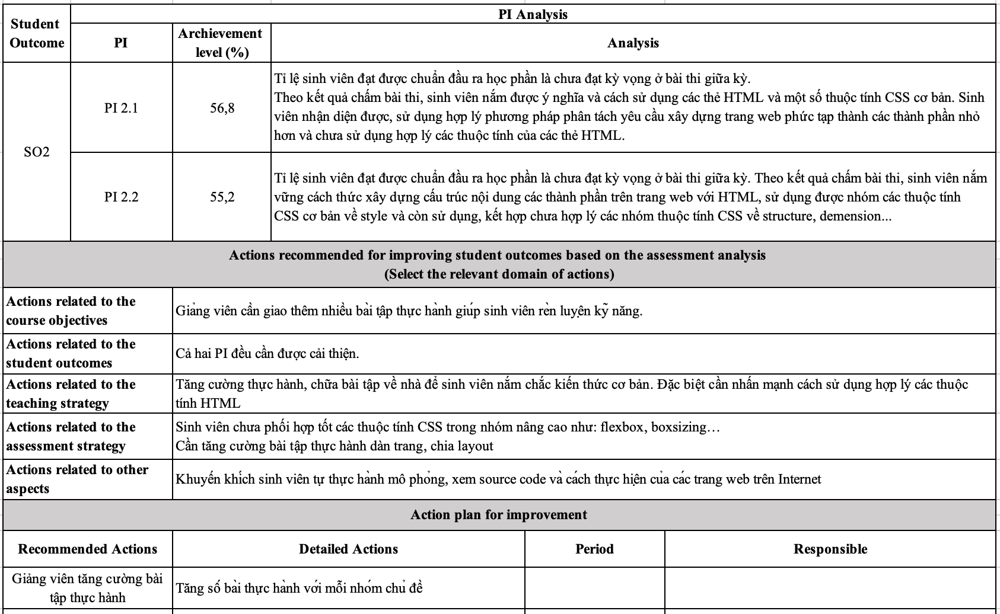 Student
Outcome
PI Analysis
PI
Archievement
level (%)
Analysis
SO2
PI 2.1
56,8
Tỉ lệ sinh viên đạt được chuẩn đầu ra học phần là chưa đạt kỳ vọng ở bài thi giữa kỳ.
Theo kết quả chấm bài thi, sinh viên nắm được ý nghĩa và cách sử dụng các thẻ HTML và một số thuộc tính CSS cơ bản. Sinh
viên nhận diện được, sử dụng hợp lý phương pháp phân tách yêu cầu xây dựng trang web phức tạp thành các thành phần nhỏ
hơn và chưa sử dụng hợp lý các thuộc tính của các thẻ HTML.
PI 2.2
55,2
Tỉ lệ sinh viên đạt được chuẩn đầu ra học phần là chưa đạt kỳ vọng ở bài thi giữa kỳ. Theo kết quả chấm bài thi, sinh viên nắm
vững cách thức xây dựng cấu trúc nội dung các thành phần trên trang web với HTML, sử dụng được nhóm các thuộc tính
CSS cơ bản về style và còn sử dụng, kết hợp chưa hợp lý các nhóm thuộc tính CSS về structure, demension...
Actions recommended for improving student outcomes based on the assessment analysis
(Select the relevant domain of actions)
Actions related to the
course objectives
Giảng viên cần giao thêm nhiều bài tập thực hành giúp sinh viên rèn luyện kỹ năng.
Actions related to the
student outcomes
Cả hai PI đều cần được cải thiện.
Actions related to the
teaching strategy
Tăng cường thực hành, chữa bài tập về nhà để sinh viên nắm chắc kiến thức cơ bản. Đặc biệt cần nhấn mạnh cách sử dụng hợp lý các thuộc
tính HTML
Actions related to the
assessment strategy
Sinh viên chưa phối hợp tốt các thuộc tính CSS trong nhóm nâng cao như: flexbox, boxsizing…
Cần tăng cường bài tập thực hành dàn trang, chia layout
Actions related to other
aspects
Khuyến khích sinh viên tự thực hành mô phỏng, xem source code và cách thực hiện của các trang web trên Internet
Action plan for improvement
Recommended Actions
Detailed Actions
Period
Responsible
Giảng viên tăng cường bài
tập thực hành
Tăng số bài thực hành với mỗi nhóm chủ đề